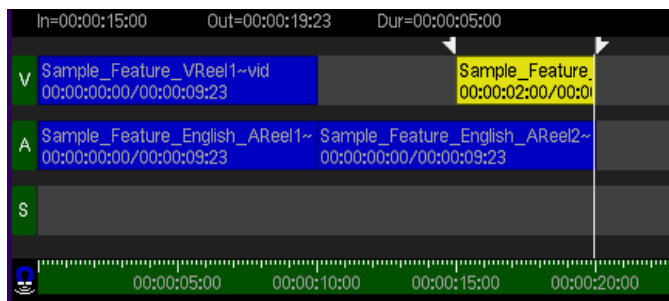 In=00:00:15:00 Out=00:00:19:23 Dur=00:00:05:00
V
Sample_Feature_VReel1~vid
00:00:00:00/00:00:09:23
Sample_Feature_
00:00:02:00/00:0
A
Sample_Feature_English_AReel1~
00:00:00:00/00:00:09:23
Sample_Feature_English_AReel2~
00:00:00:00/00:00:09:23
S
00:00:05:00 00:00:10:00 00:00:15:00 00:00:20:00